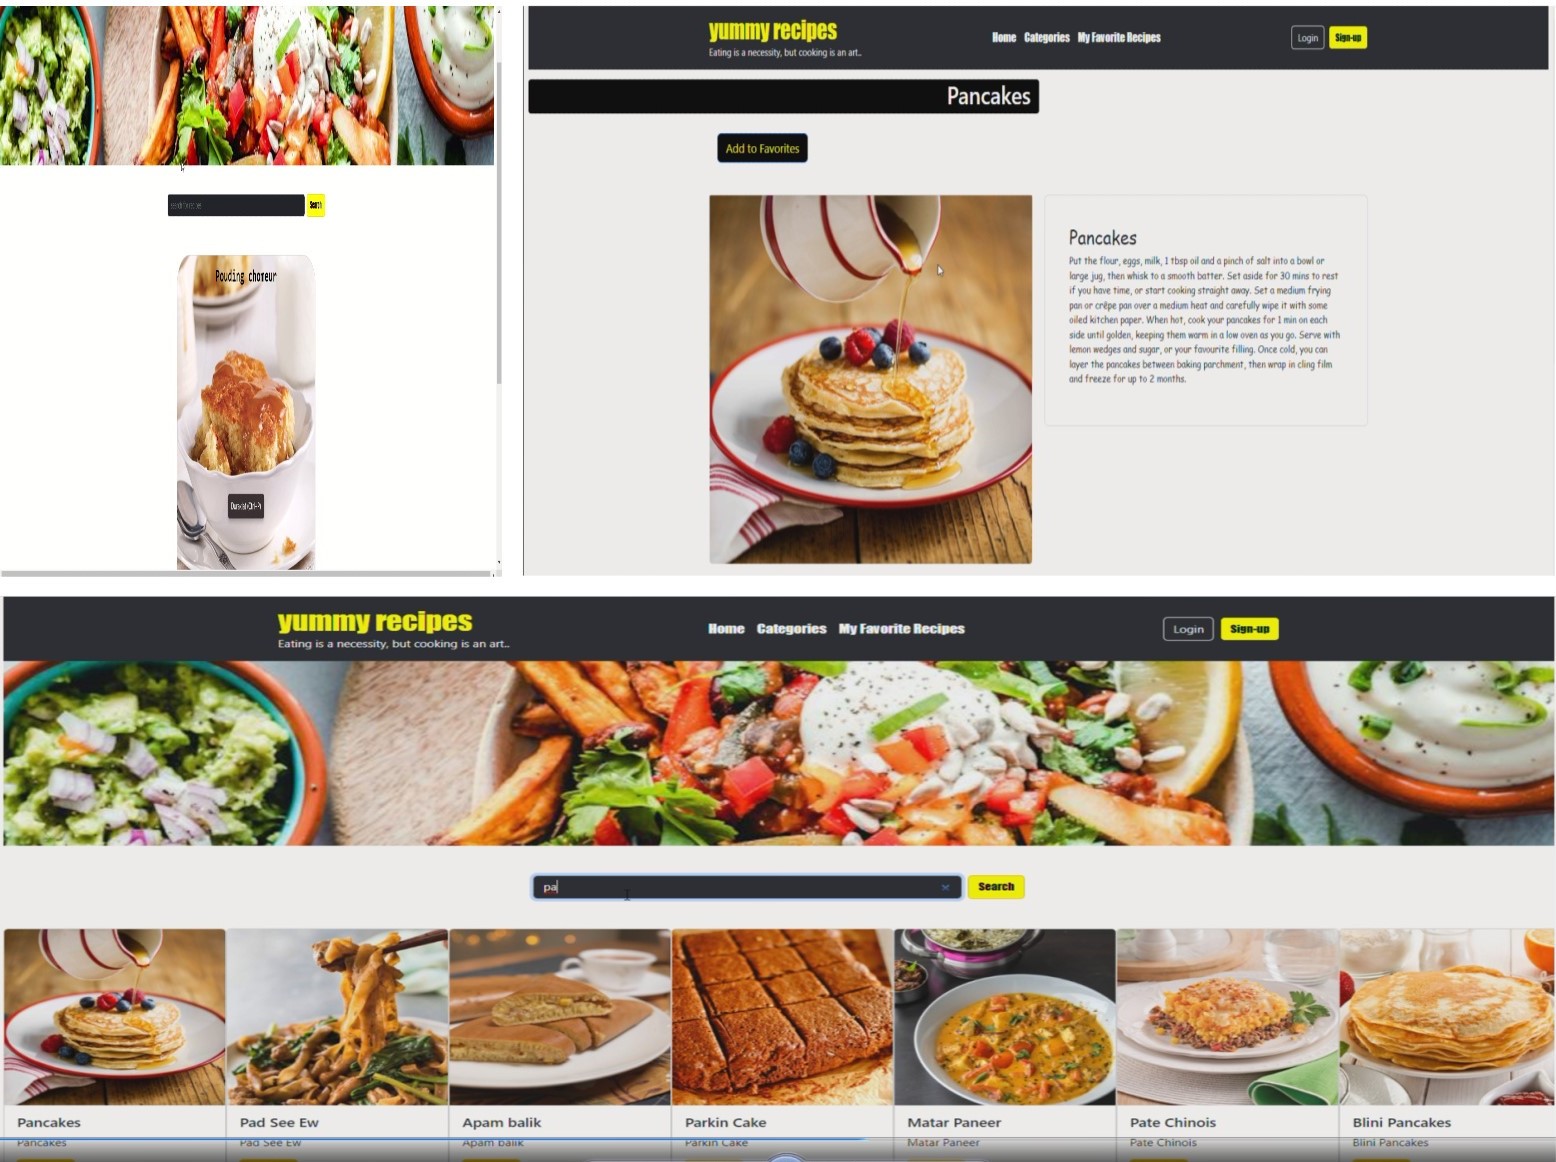 Search
Pouding chomeur
yummy recipes
Eating is a necessity, but cooking is an art..
Home Categories My Favorite Recipes
Login Sign-up
Pancakes
Add to Favorites
Pancakes
Put the flour, eggs, milk, 1 tbsp oil and a pinch of salt into a bowl or
large jug, then whisk to a smooth batter. Set aside for 30 mins to rest
if you have time, or start cooking straight away. Set a medium frying
pan or crêpe pan over a medium heat and carefully wipe it with some
oiled kitchen paper. When hot, cook your pancakes for 1 min on each
side until golden, keeping them warm in a low oven as you go. Serve with
lemon wedges and sugar, or your favourite filling. Once cold, you can
layer the pancakes between baking parchment, then wrap in cling film
and freeze for up to 2 months.
yummy recipes
Eating is a necessity, but cooking is an art..
Home Categories My Favorite Recipes
Login Sign-up
pa
Search
Pancakes Pad See Ew Apam balik Parkin Cake Matar Paneer Pate Chinois Blini Pancakes
Pancakes Pad See Ew Apam balik Parkin Cake Matar Paneer Pate Chinois Blini Pancakes